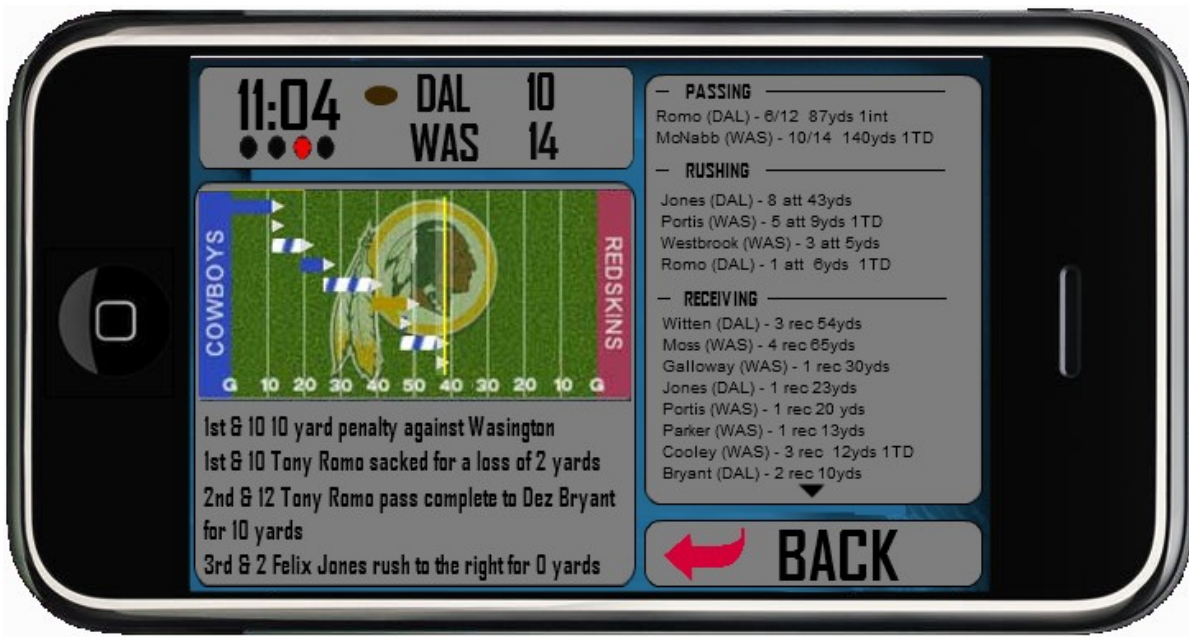 11:04
DAL 10
WAS 14
COWBOYS
REDSKINS
G 10 20 30 40 50 40 30 20 10 G
1st & 10 10 yard penalty against Wasington
1st & 10 Tony Romo sacked for a loss of 2 yards
2nd & 12 Tony Romo pass complete to Dez Bryant
for 10 yards
3rd & 2 Felix Jones rush to the right for 0 yards
PASSING
Romo (DAL) - 6/12 87yds 1int
McNabb (WAS) - 10/14 140yds 1TD
RUSHING
Jones (DAL) - 8 att 43yds
Portis (WAS) - 5 att 9yds 1TD
Westbrook (WAS) - 3 att 5yds
Romo (DAL) - 1 att 6yds 1TD
RECEIVING
Witten (DAL) - 3 rec 54yds
Moss (WAS) - 4 rec 65yds
Galloway (WAS) - 1 rec 30yds
Jones (DAL) - 1 rec 23yds
Portis (WAS) - 1 rec 20 yds
Parker (WAS) - 1 rec 13yds
Cooley (WAS) - 3 rec 12yds 1TD
Bryant (DAL) - 2 rec 10yds
BACK